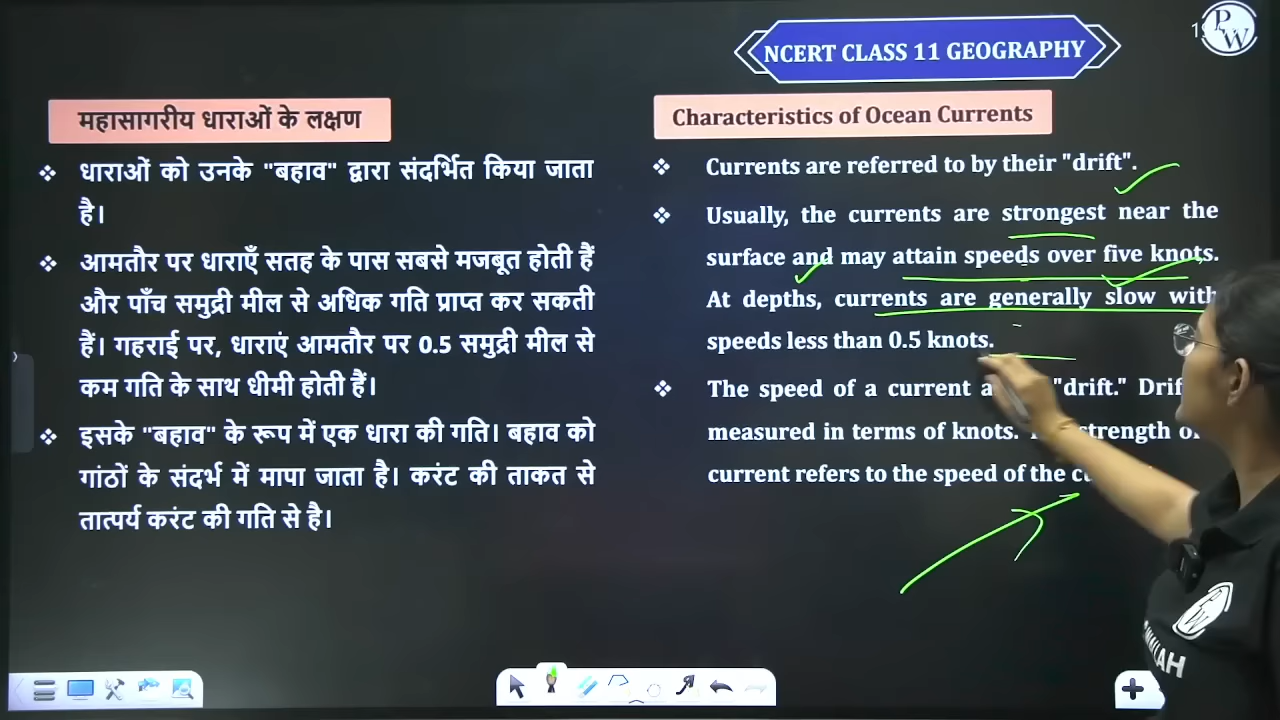 NCERT CLASS 11 GEOGRAPHY
PW
महासागरीय धाराओं के लक्षण
❖ धाराओं को उनके "बहाव" द्वारा संदर्भित किया जाता
है।
❖ आमतौर पर धाराएँ सतह के पास सबसे मजबूत होती हैं
और पाँच समुद्री मील से अधिक गति प्राप्त कर सकती
हैं। गहराई पर, धाराएं आमतौर पर 0.5 समुद्री मील से
कम गति के साथ धीमी होती हैं।
❖ इसके "बहाव" के रूप में एक धारा की गति। बहाव को
गांठों के संदर्भ में मापा जाता है। करंट की ताकत से
तात्पर्य करंट की गति से है।
Characteristics of Ocean Currents
❖ Currents are referred to by their "drift".
❖ Usually, the currents are strongest near the
surface and may attain speeds over five knots.
At depths, currents are generally slow with
speeds less than 0.5 knots.
❖ The speed of a current "drift."
measured in terms of knots. strength
current refers to the speed of the
PW